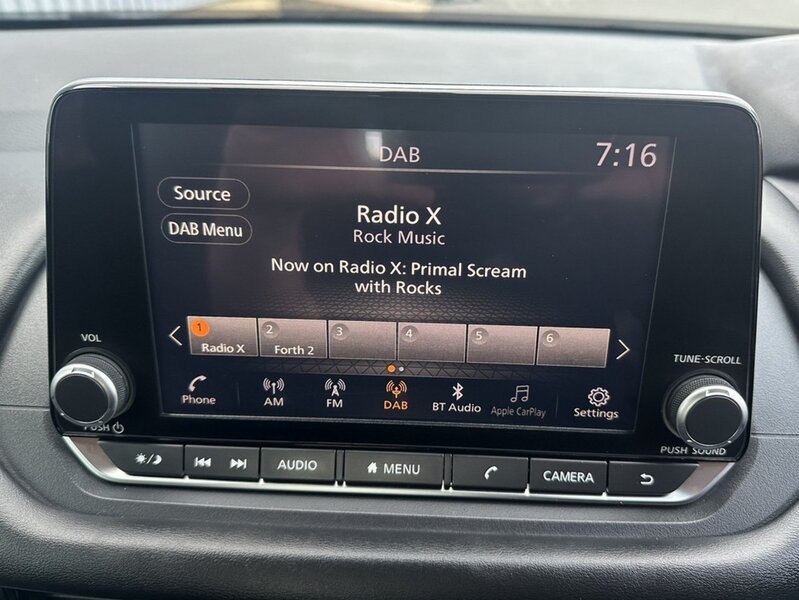 DAB
7:16
Source
Radio X
DAB Menu
Rock Music
Now on Radio X: Primal Scream
with Rocks
1 2 3 4 5 6
Radio X Forth 2
VOL
TUNE·SCROLL
Phone AM FM DAB BT Audio Apple CarPlay Settings
PUSH
PUSH SOUND
AUDIO MENU CAMERA